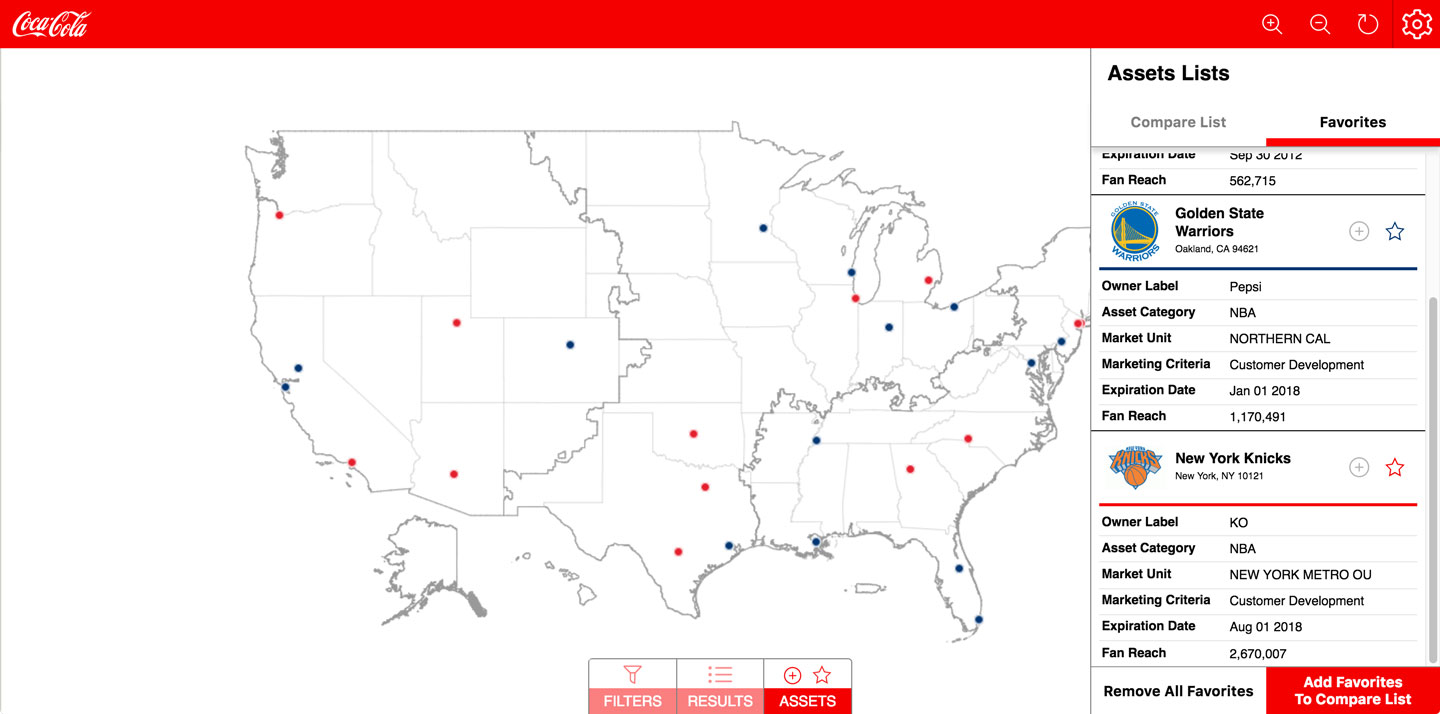 Coca-Cola
Assets Lists
Compare List
Favorites
Expiration Date Sep 30 2012
Fan Reach 562,715
GOLDEN STATE
WARRIORS
Golden State
Warriors
Oakland, CA 94621
Owner Label Pepsi
Asset Category NBA
Market Unit NORTHERN CAL
Marketing Criteria Customer Development
Expiration Date Jan 01 2018
Fan Reach 1,170,491
NEW YORK
KNICKS
New York Knicks
New York, NY 10121
Owner Label KO
Asset Category NBA
Market Unit NEW YORK METRO OU
Marketing Criteria Customer Development
Expiration Date Aug 01 2018
Fan Reach 2,670,007
Remove All Favorites
Add Favorites
To Compare List
FILTERS
RESULTS
ASSETS